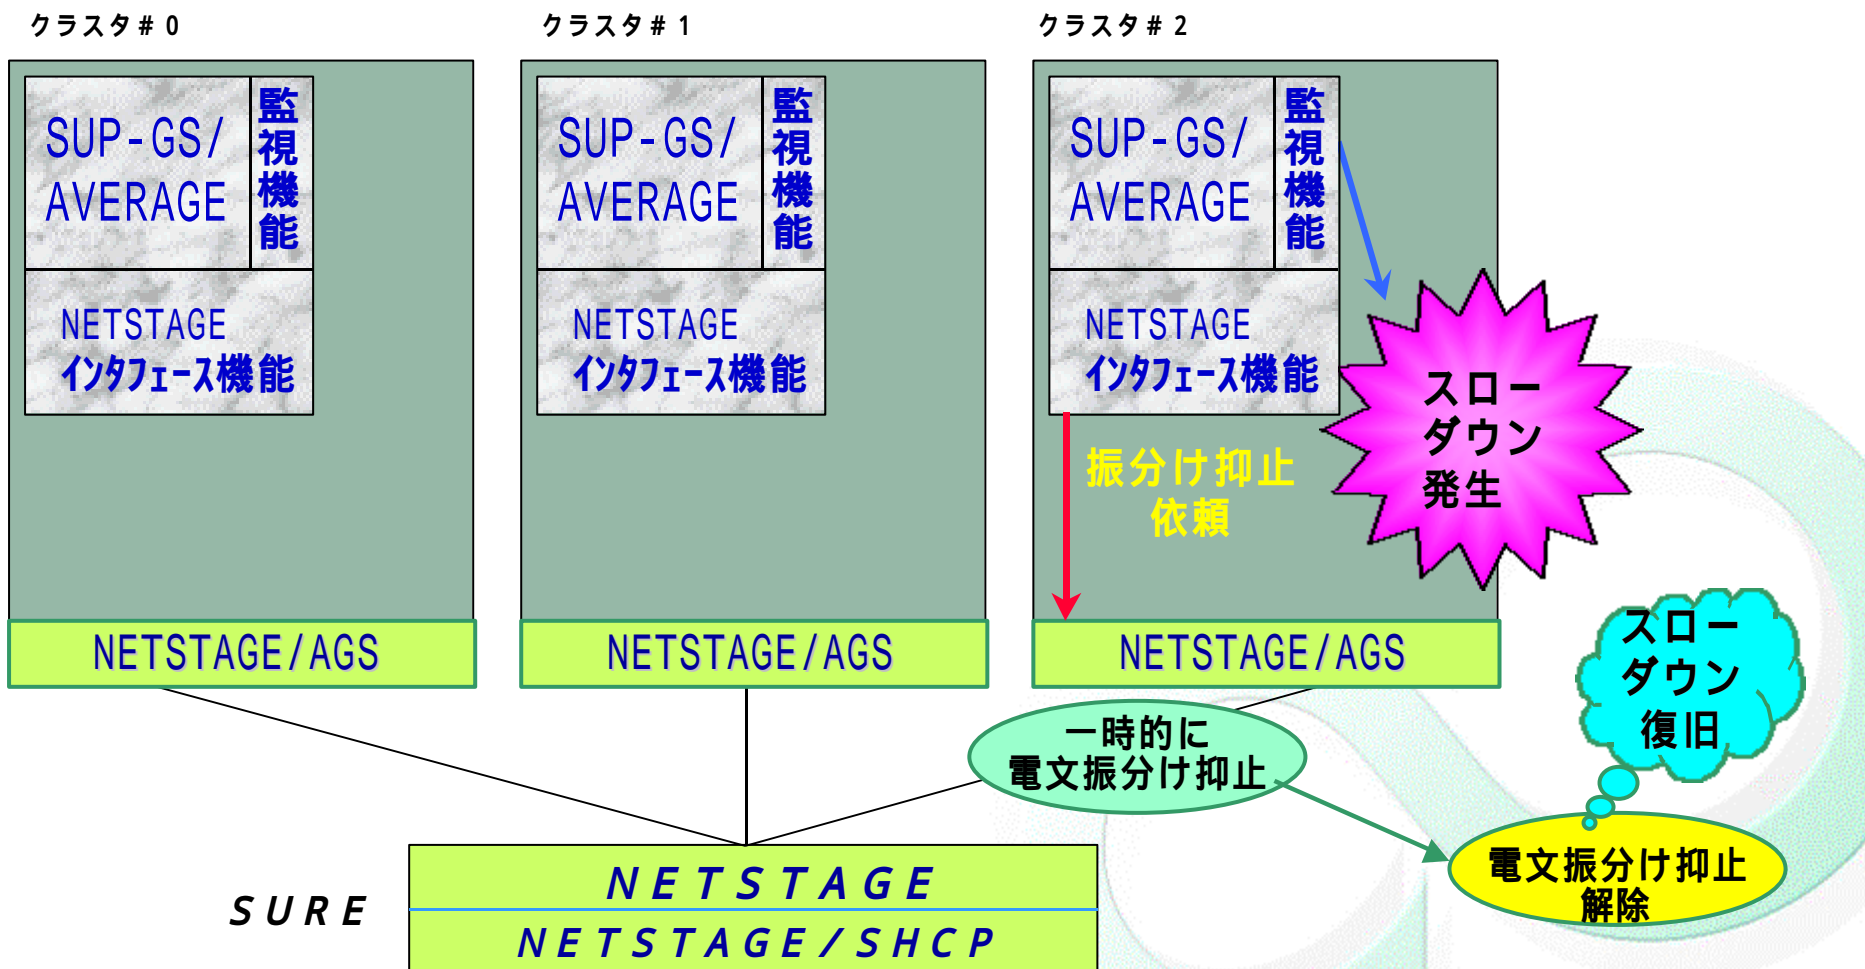 クラスタ＃０
クラスタ＃１
クラスタ＃２
SUP-GS/
AVERAGE
監視機能
NETSTAGE
ｲﾝﾀﾌｪｰｽ機能
SUP-GS/
AVERAGE
監視機能
NETSTAGE
ｲﾝﾀﾌｪｰｽ機能
SUP-GS/
AVERAGE
監視機能
NETSTAGE
ｲﾝﾀﾌｪｰｽ機能
スロー
ダウン
発生
振分け抑止
依頼
NETSTAGE/AGS
NETSTAGE/AGS
NETSTAGE/AGS
スロー
ダウン
復旧
一時的に
電文振分け抑止
電文振分け抑止
解除
SURE
NETSTAGE
NETSTAGE/SHCP